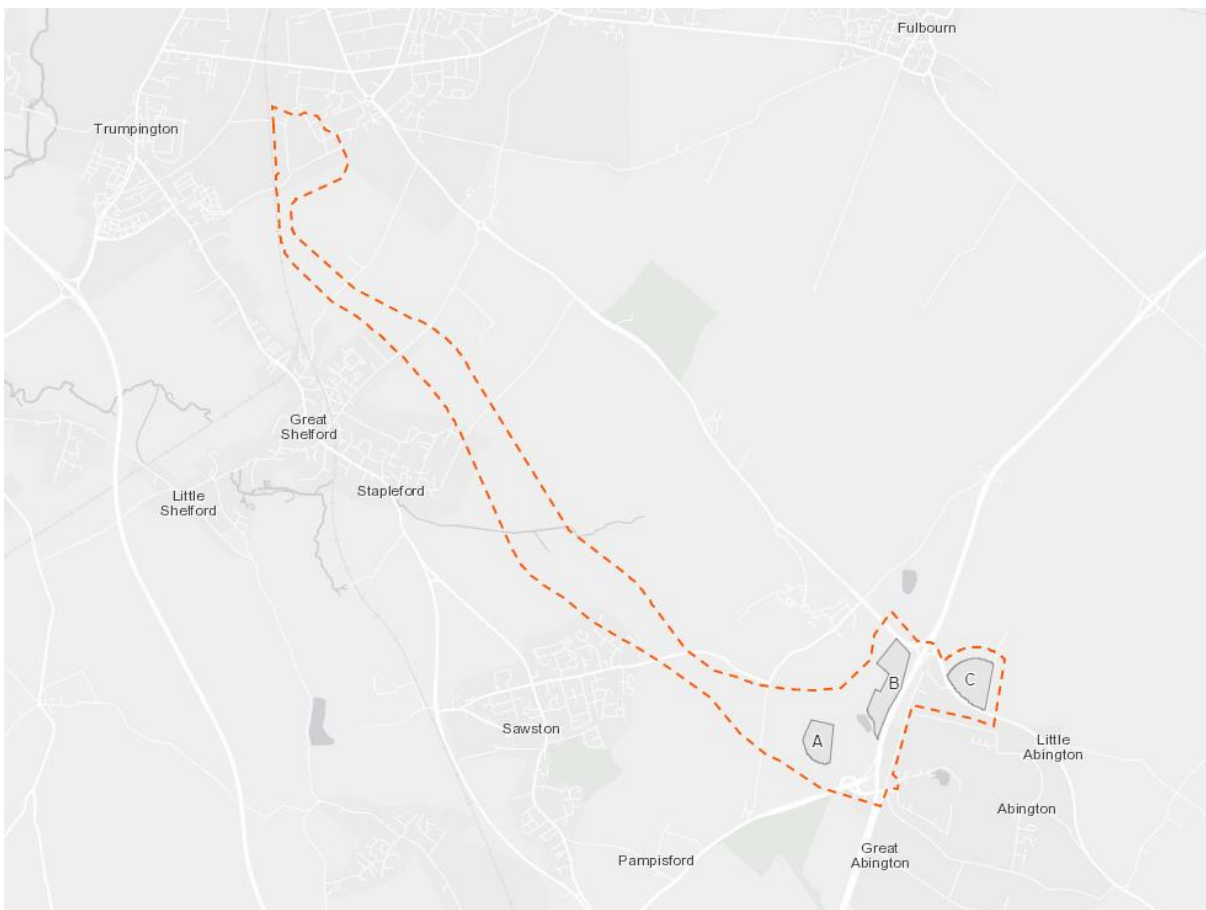 Fulbourn
Trumpington
Great
Shelford
Stapleford
Little
Shelford
B
C
A
Sawston
Little
Abington
Abington
Great
Abington
Pampisford